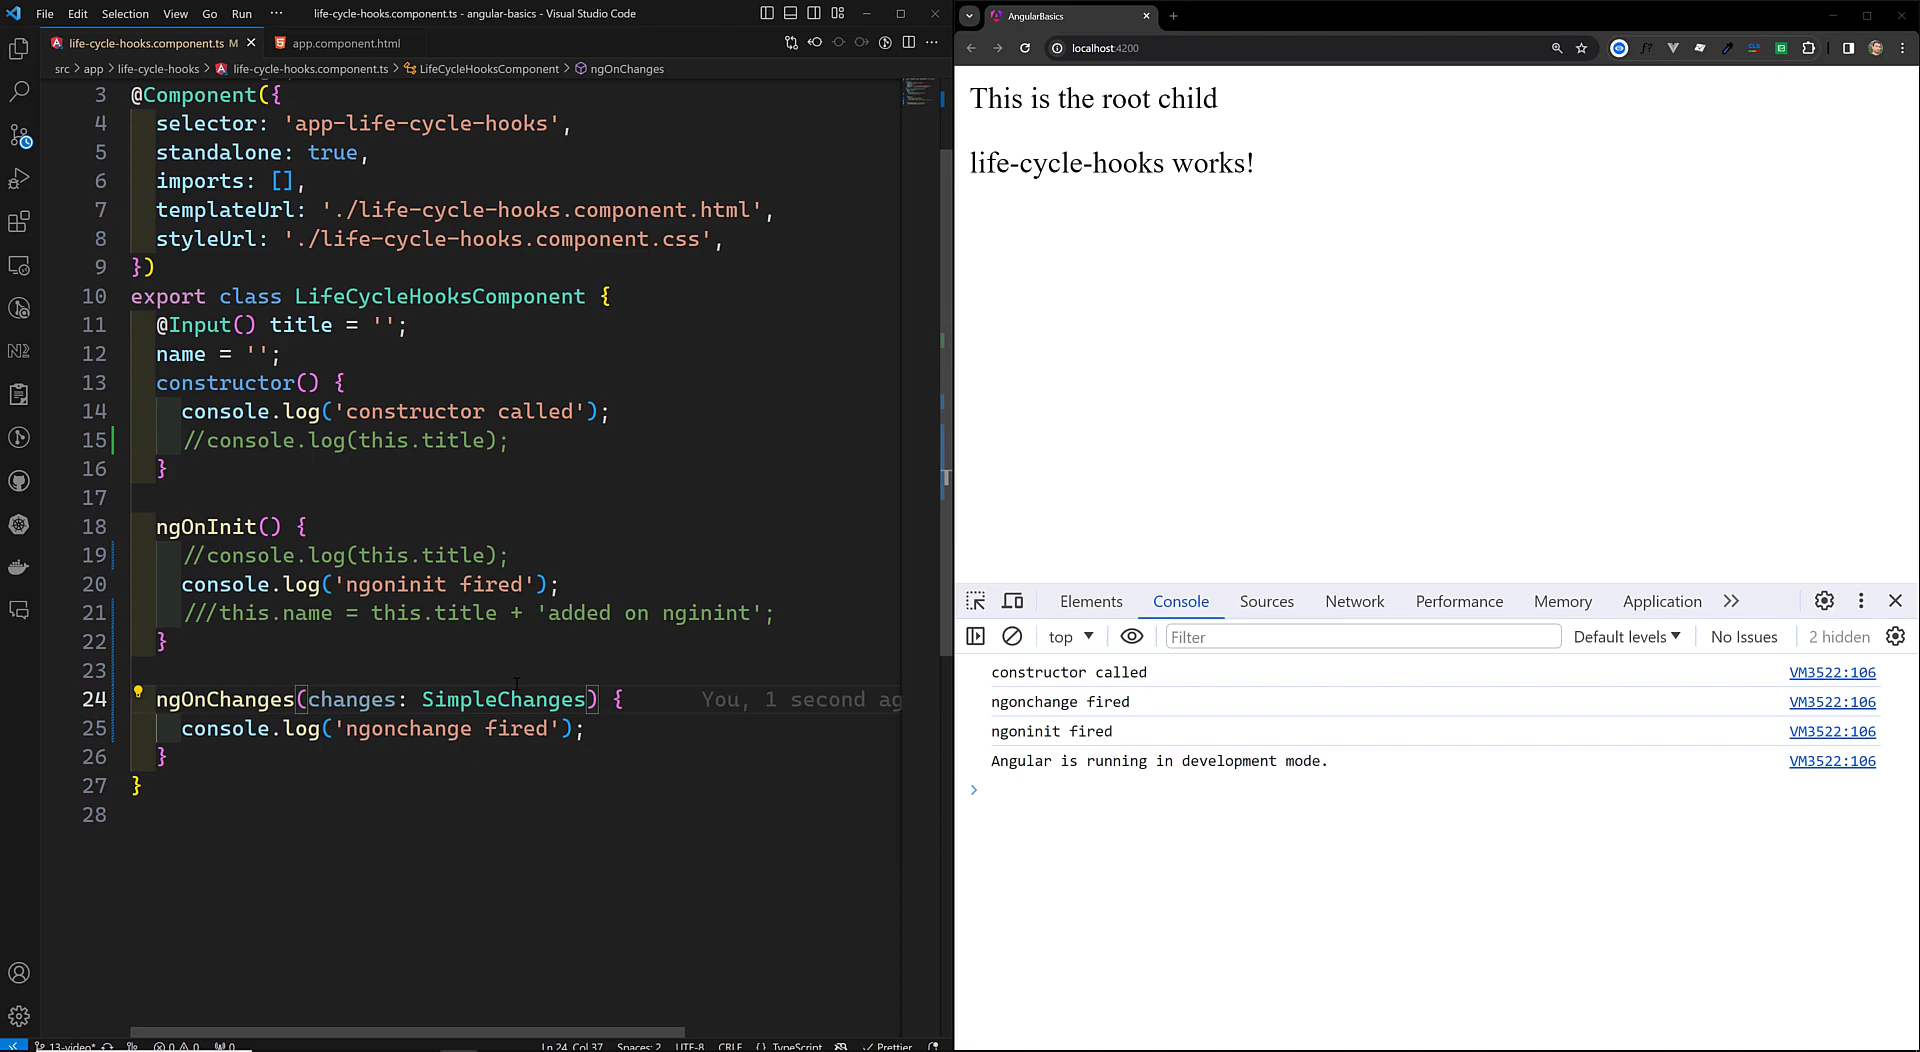 File Edit Selection View Go Run ··· life-cycle-hooks.component.ts - angular-basics - Visual Studio Code
life-cycle-hooks.component.ts M app.component.html
src > app > life-cycle-hooks > life-cycle-hooks.component.ts > LifeCycleHooksComponent > ngOnChanges
3 @Component({
4 selector: 'app-life-cycle-hooks',
5 standalone: true,
6 imports: [],
7 templateUrl: './life-cycle-hooks.component.html',
8 styleUrl: './life-cycle-hooks.component.css',
9 })
10 export class LifeCycleHooksComponent {
11 @Input() title = '';
12 name = '';
13 constructor() {
14 console.log('constructor called');
15 //console.log(this.title);
16 }
17
18 ngOnInit() {
19 //console.log(this.title);
20 console.log('ngoninit fired');
21 ///this.name = this.title + 'added on nginint';
22 }
23
24 ngOnChanges(changes: SimpleChanges) { You, 1 second ag
25 console.log('ngonchange fired');
26 }
27 }
28
13-video* 0 0 0 Ln 24, Col 37 Spaces: 2 UTF-8 CRLF {} TypeScript Prettier
AngularBasics
localhost:4200
This is the root child
life-cycle-hooks works!
Elements Console Sources Network Performance Memory Application
top Filter Default levels No Issues 2 hidden
constructor called VM3522:106
ngonchange fired VM3522:106
ngoninit fired VM3522:106
Angular is running in development mode. VM3522:106